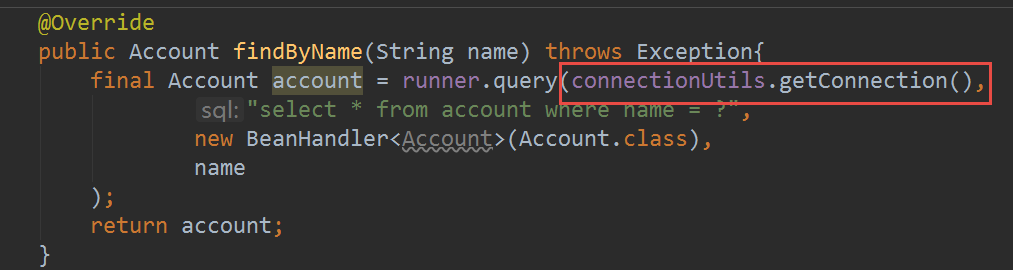 @Override
public Account findByName(String name) throws Exception{
    final Account account = runner.query(connectionUtils.getConnection(),
            sql: "select * from account where name = ?",
            new BeanHandler<Account>(Account.class),
            name
    );
    return account;
}